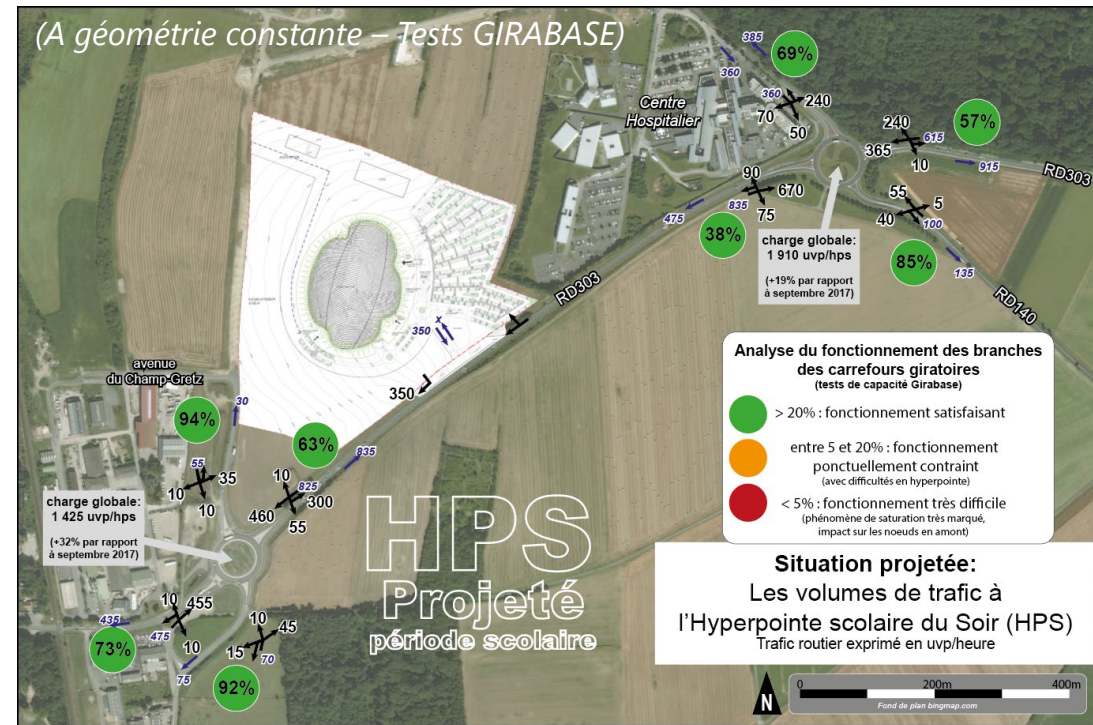 (A géométrie constante – Tests GIRABASE)
385
69%
360
Centre
Hospitalier
360
240
70
50
240
615
57%
365
10
915
RD303
90
670
835
475
75
38%
55
5
40
100
85%
135
RD140
charge globale:
1 910 uvp/hps
(+19% par rapport
à septembre 2017)
RD303
350
x
350
avenue
du Champ-Gretz
30
94%
55
35
10
10
63%
835
10
825
300
460
55
charge globale:
1 425 uvp/hps
(+32% par rapport
à septembre 2017)
10
455
435
475
10
73%
75
10
45
15
70
92%
HPS
Projeté
période scolaire
Analyse du fonctionnement des branches
des carrefours giratoires
(tests de capacité Girabase)
> 20% : fonctionnement satisfaisant
entre 5 et 20% : fonctionnement
ponctuellement contraint
(avec difficultés en hyperpointe)
< 5% : fonctionnement très difficile
(phénomène de saturation très marqué,
impact sur les noeuds en amont)
Situation projetée:
Les volumes de trafic à
l'Hyperpointe scolaire du Soir (HPS)
Trafic routier exprimé en uvp/heure
N
0 200m 400m
Fond de plan bingmap.com